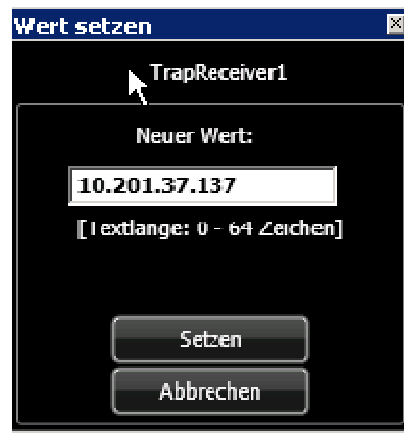 Wert setzen
TrapReceiver1
Neuer Wert:
10.201.37.137
[Textlange: 0 - 64 Zeichen]
Setzen
Abbrechen